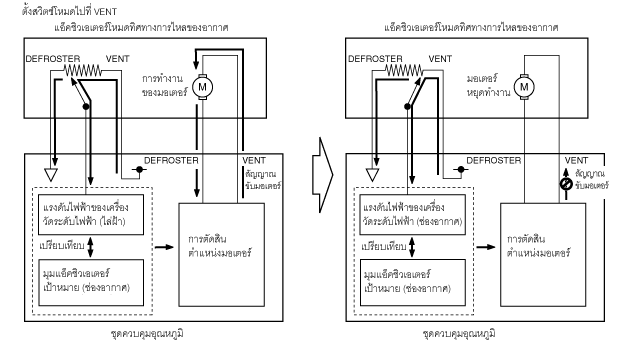 ตั้งสวิตช์โหมดไปที่ VENT
แอ็คชิวเอเตอร์โหมดทิศทางการไหลของอากาศ
DEFROSTER
VENT
การทำงาน
ของมอเตอร์
M
DEFROSTER
VENT
สัญญาณ
ขับมอเตอร์
แรงดันไฟฟ้าของเครื่อง
วัดระดับไฟฟ้า (ไล่ฝ้า)
เปรียบเทียบ
มุมแอ็คชิวเอเตอร์
เป้าหมาย (ช่องอากาศ)
การตัดสิน
ตำแหน่งมอเตอร์
ชุดควบคุมอุณหภูมิ
แอ็คชิวเอเตอร์โหมดทิศทางการไหลของอากาศ
DEFROSTER
VENT
มอเตอร์
หยุดทำงาน
M
DEFROSTER
VENT
สัญญาณ
ขับมอเตอร์
แรงดันไฟฟ้าของเครื่อง
วัดระดับไฟฟ้า (ช่องอากาศ)
เปรียบเทียบ
มุมแอ็คชิวเอเตอร์
เป้าหมาย (ช่องอากาศ)
การตัดสิน
ตำแหน่งมอเตอร์
ชุดควบคุมอุณหภูมิ